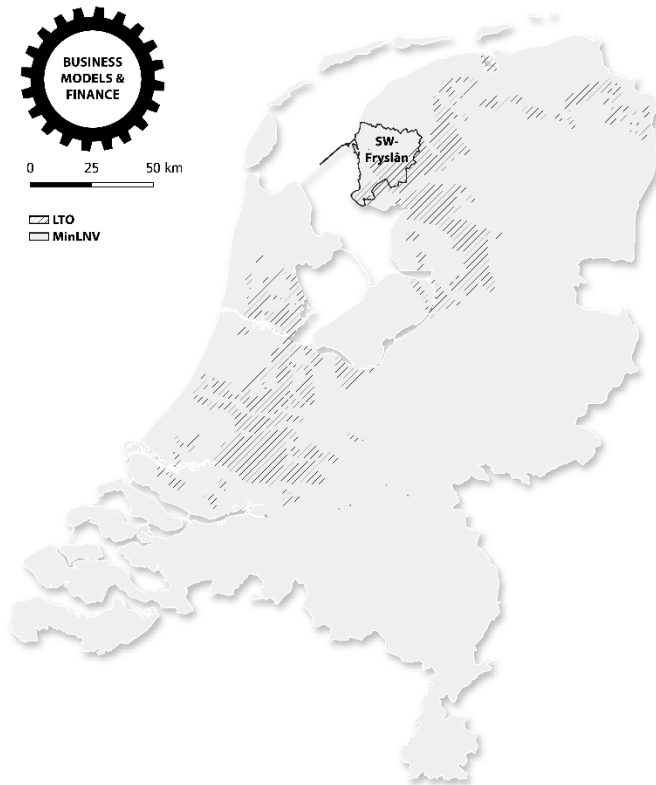 BUSINESS
MODELS &
FINANCE
0 25 50 km
LTO
MinLNV
SW-
Fryslân